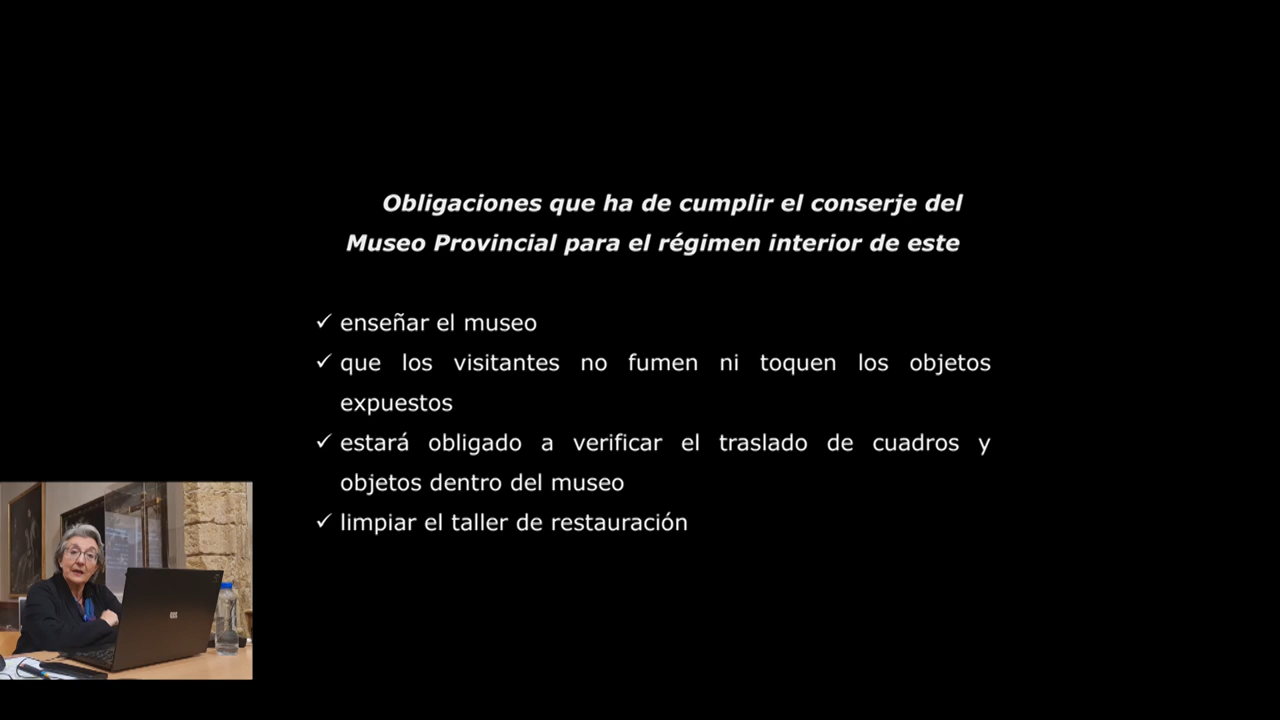 Obligaciones que ha de cumplir el conserje del
Museo Provincial para el régimen interior de este
✓ enseñar el museo
✓ que los visitantes no fumen ni toquen los objetos
expuestos
✓ estará obligado a verificar el traslado de cuadros y
objetos dentro del museo
✓ limpiar el taller de restauración